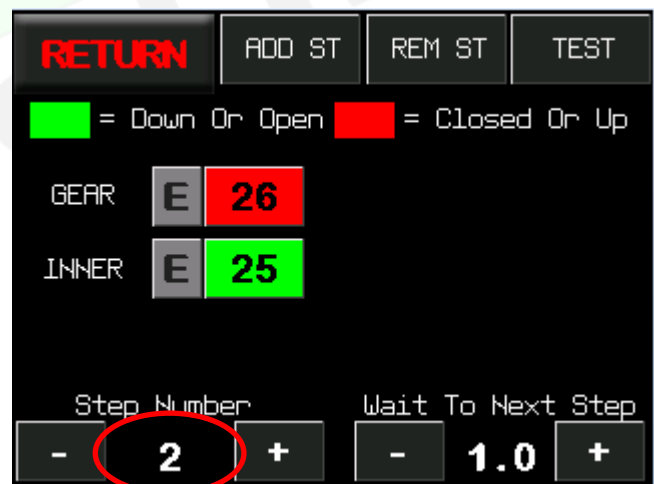 RETURN ADD ST REM ST TEST
= Down Or Open = Closed Or Up
GEAR E 26
INNER E 25
Step Number Wait To Next Step
- 2 + - 1.0 +